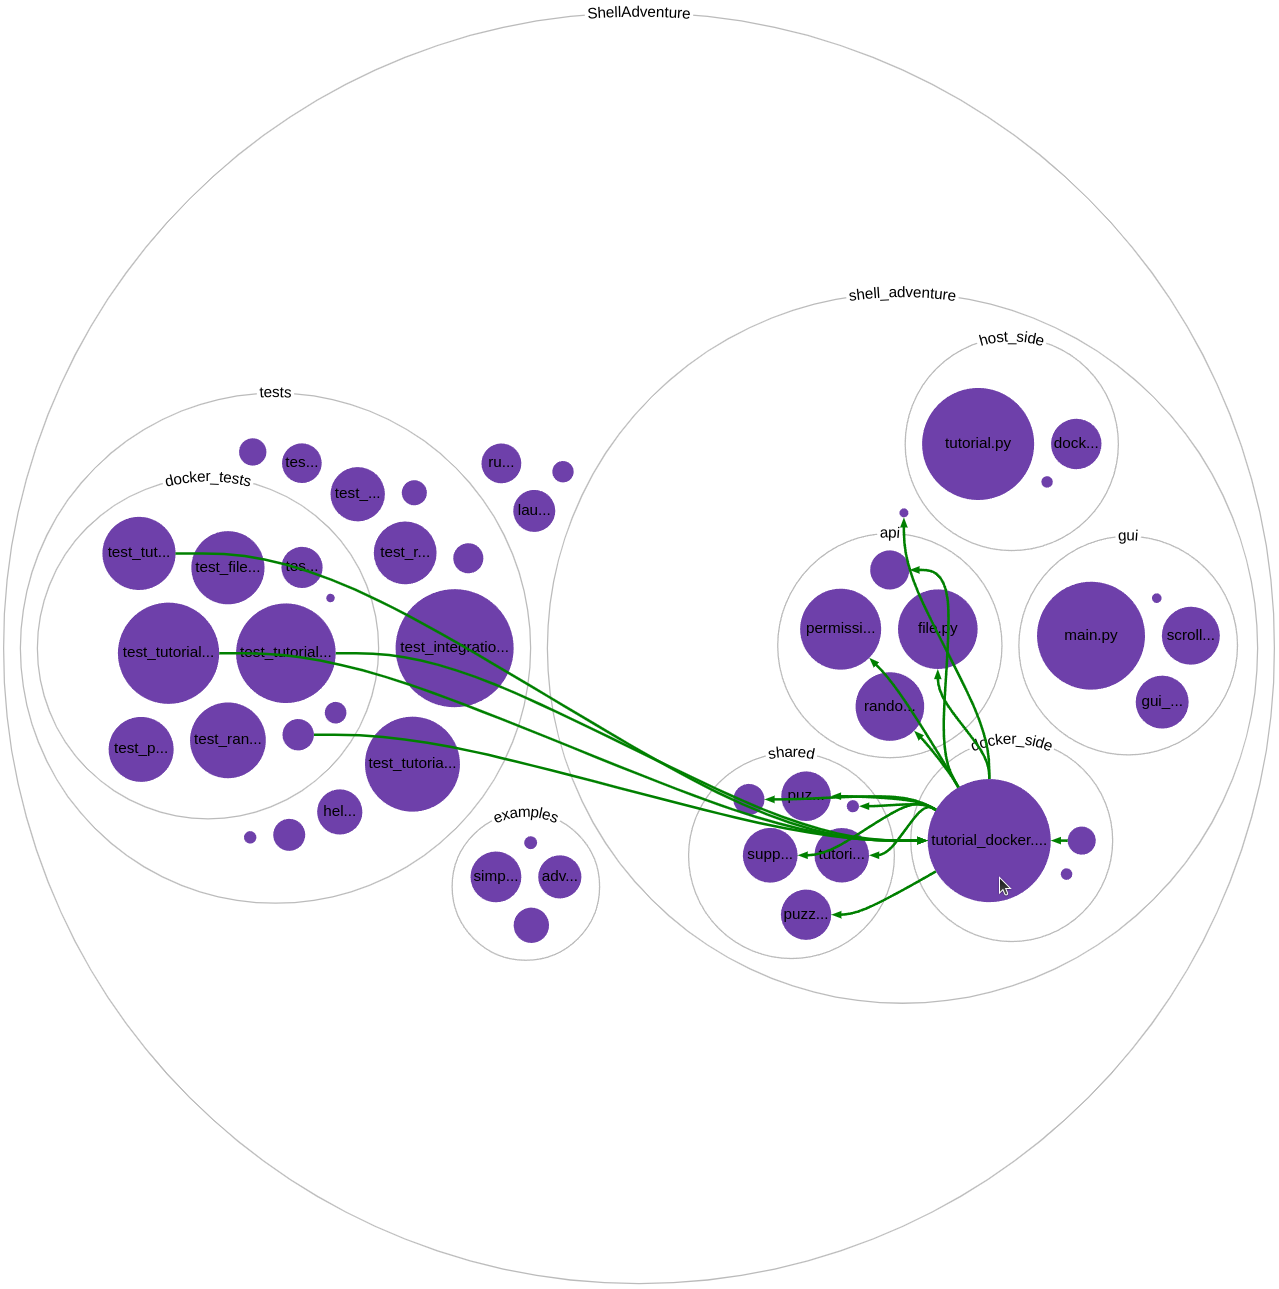 ShellAdventure
shell_adventure
host_side
tutorial.py
dock...
tests
tes...
ru...
docker_tests
test_...
lau...
api
gui
test_tut...
test_file...
tes...
test_r...
permissi...
file.py
main.py
scroll...
test_tutorial...
test_tutorial...
test_integratio...
rando...
gui_...
test_p...
test_ran...
test_tutoria...
shared
docker_side
puz...
hel...
examples
supp...
tutori...
tutorial_docker....
simp...
adv...
puzz...